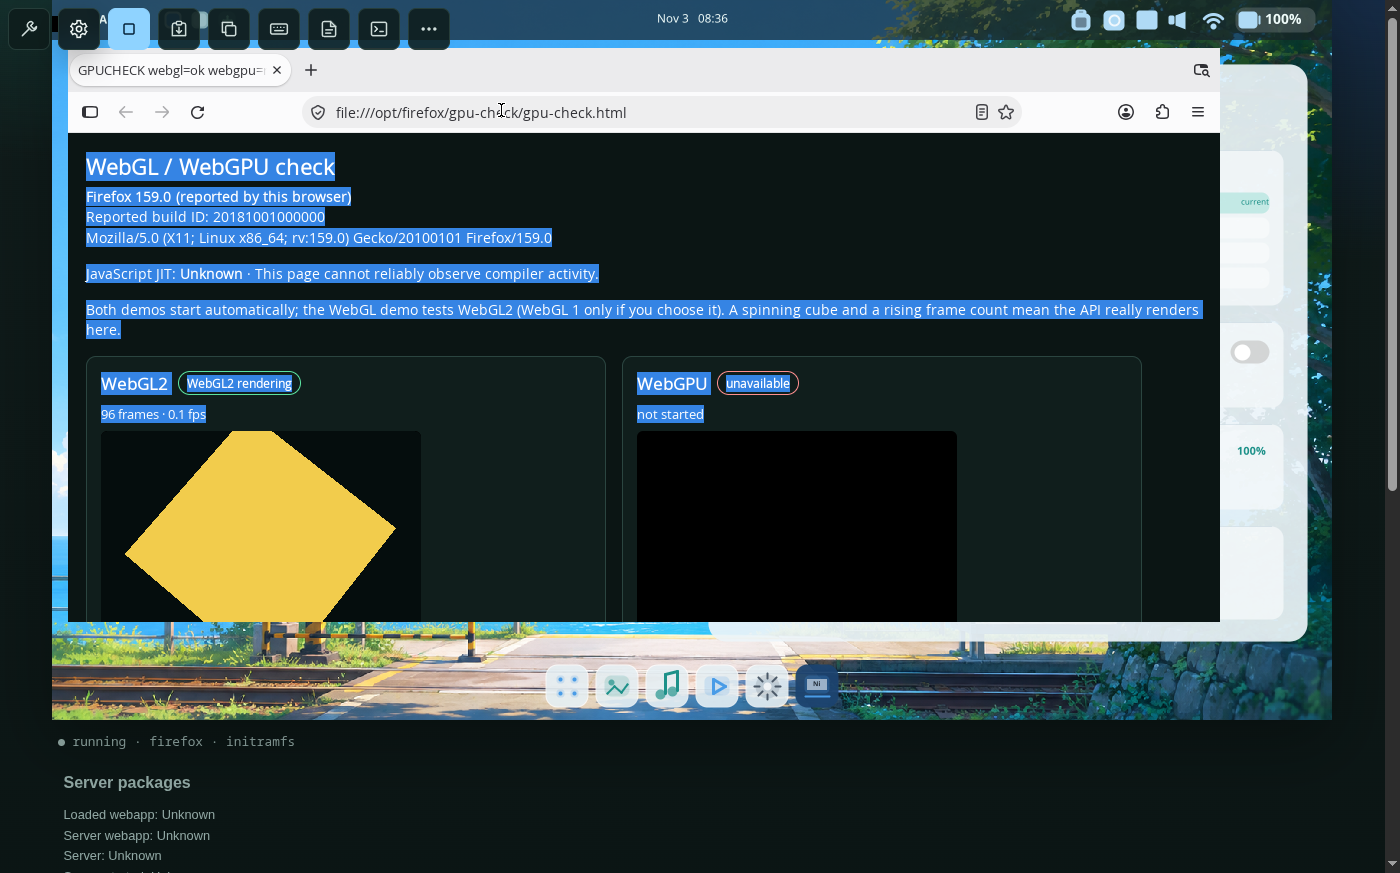 Nov 3 08:36
100%
GPUCHECK webgl=ok webgpu=
file:///opt/firefox/gpu-check/gpu-check.html
WebGL / WebGPU check
Firefox 159.0 (reported by this browser)
Reported build ID: 20181001000000
Mozilla/5.0 (X11; Linux x86_64; rv:159.0) Gecko/20100101 Firefox/159.0
JavaScript JIT: Unknown · This page cannot reliably observe compiler activity.
Both demos start automatically; the WebGL demo tests WebGL2 (WebGL 1 only if you choose it). A spinning cube and a rising frame count mean the API really renders
here.
WebGL2 WebGL2 rendering
96 frames · 0.1 fps
WebGPU unavailable
not started
current
100%
Ni
● running · firefox · initramfs
Server packages
Loaded webapp: Unknown
Server webapp: Unknown
Server: Unknown